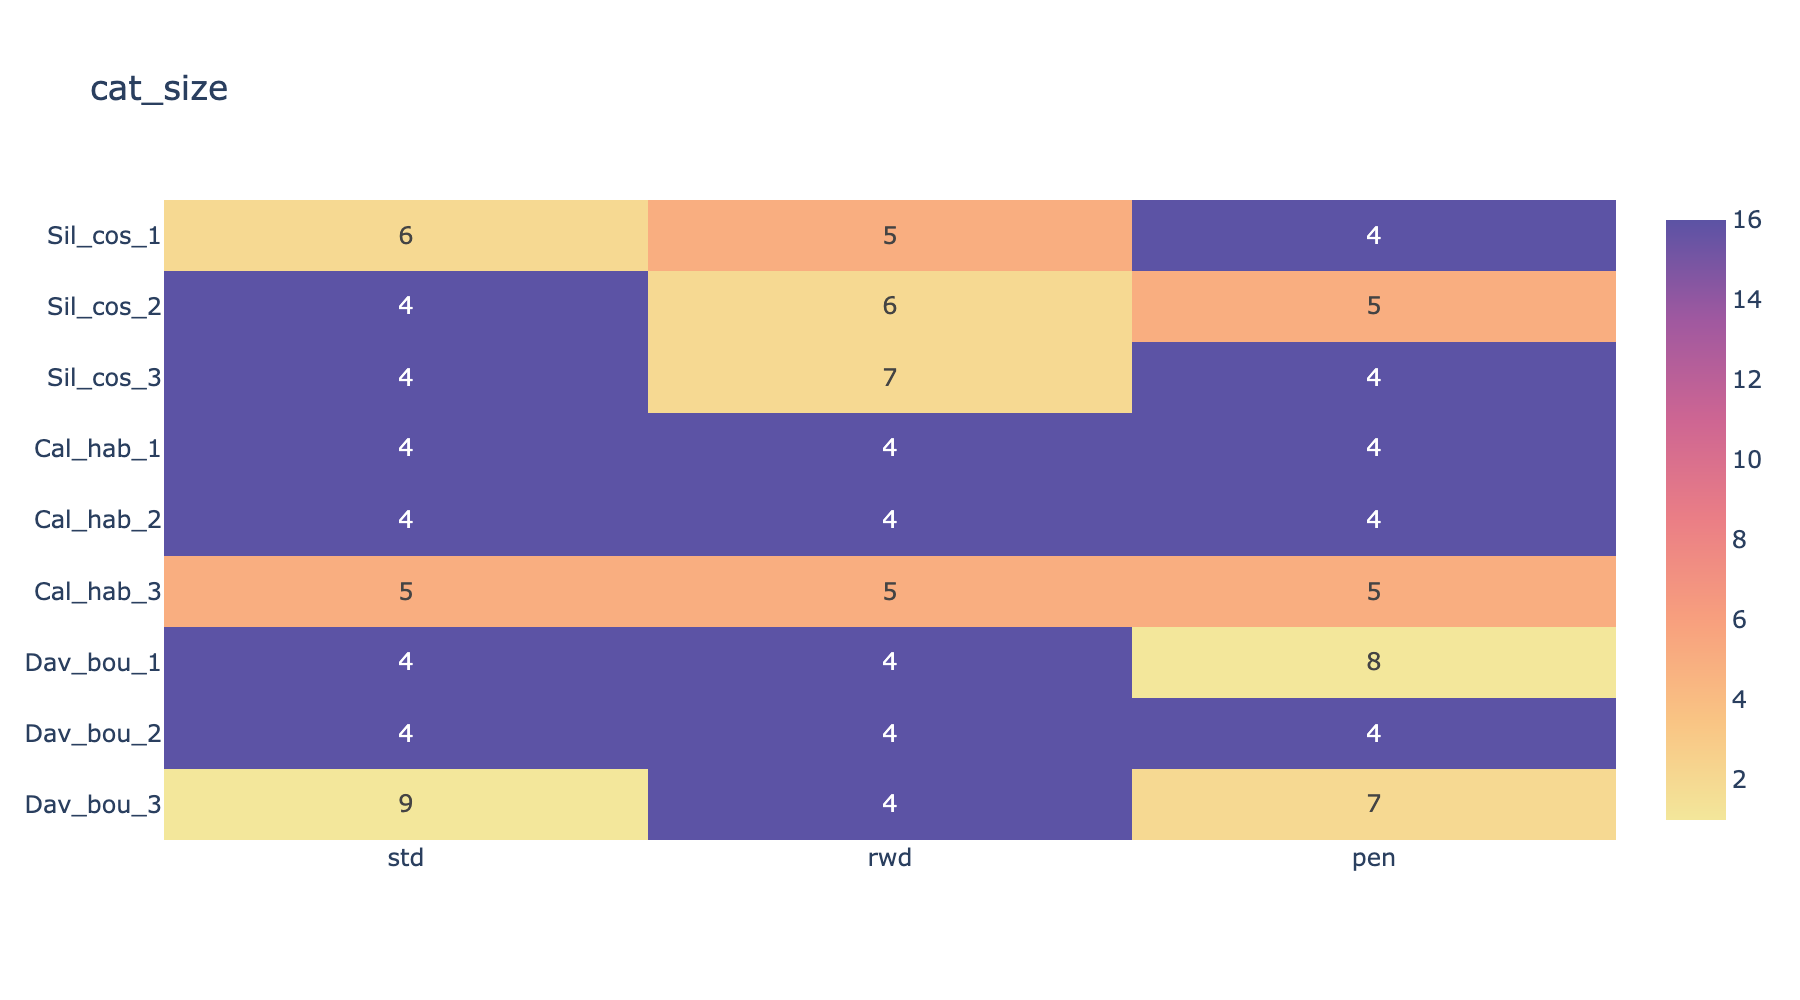 cat_size
Sil_cos_1 6 5 4 16
Sil_cos_2 4 6 5 14
Sil_cos_3 4 7 4 12
Cal_hab_1 4 4 4 10
Cal_hab_2 4 4 4 8
Cal_hab_3 5 5 5 6
Dav_bou_1 4 4 8 4
Dav_bou_2 4 4 4 2
Dav_bou_3 9 4 7
std rwd pen